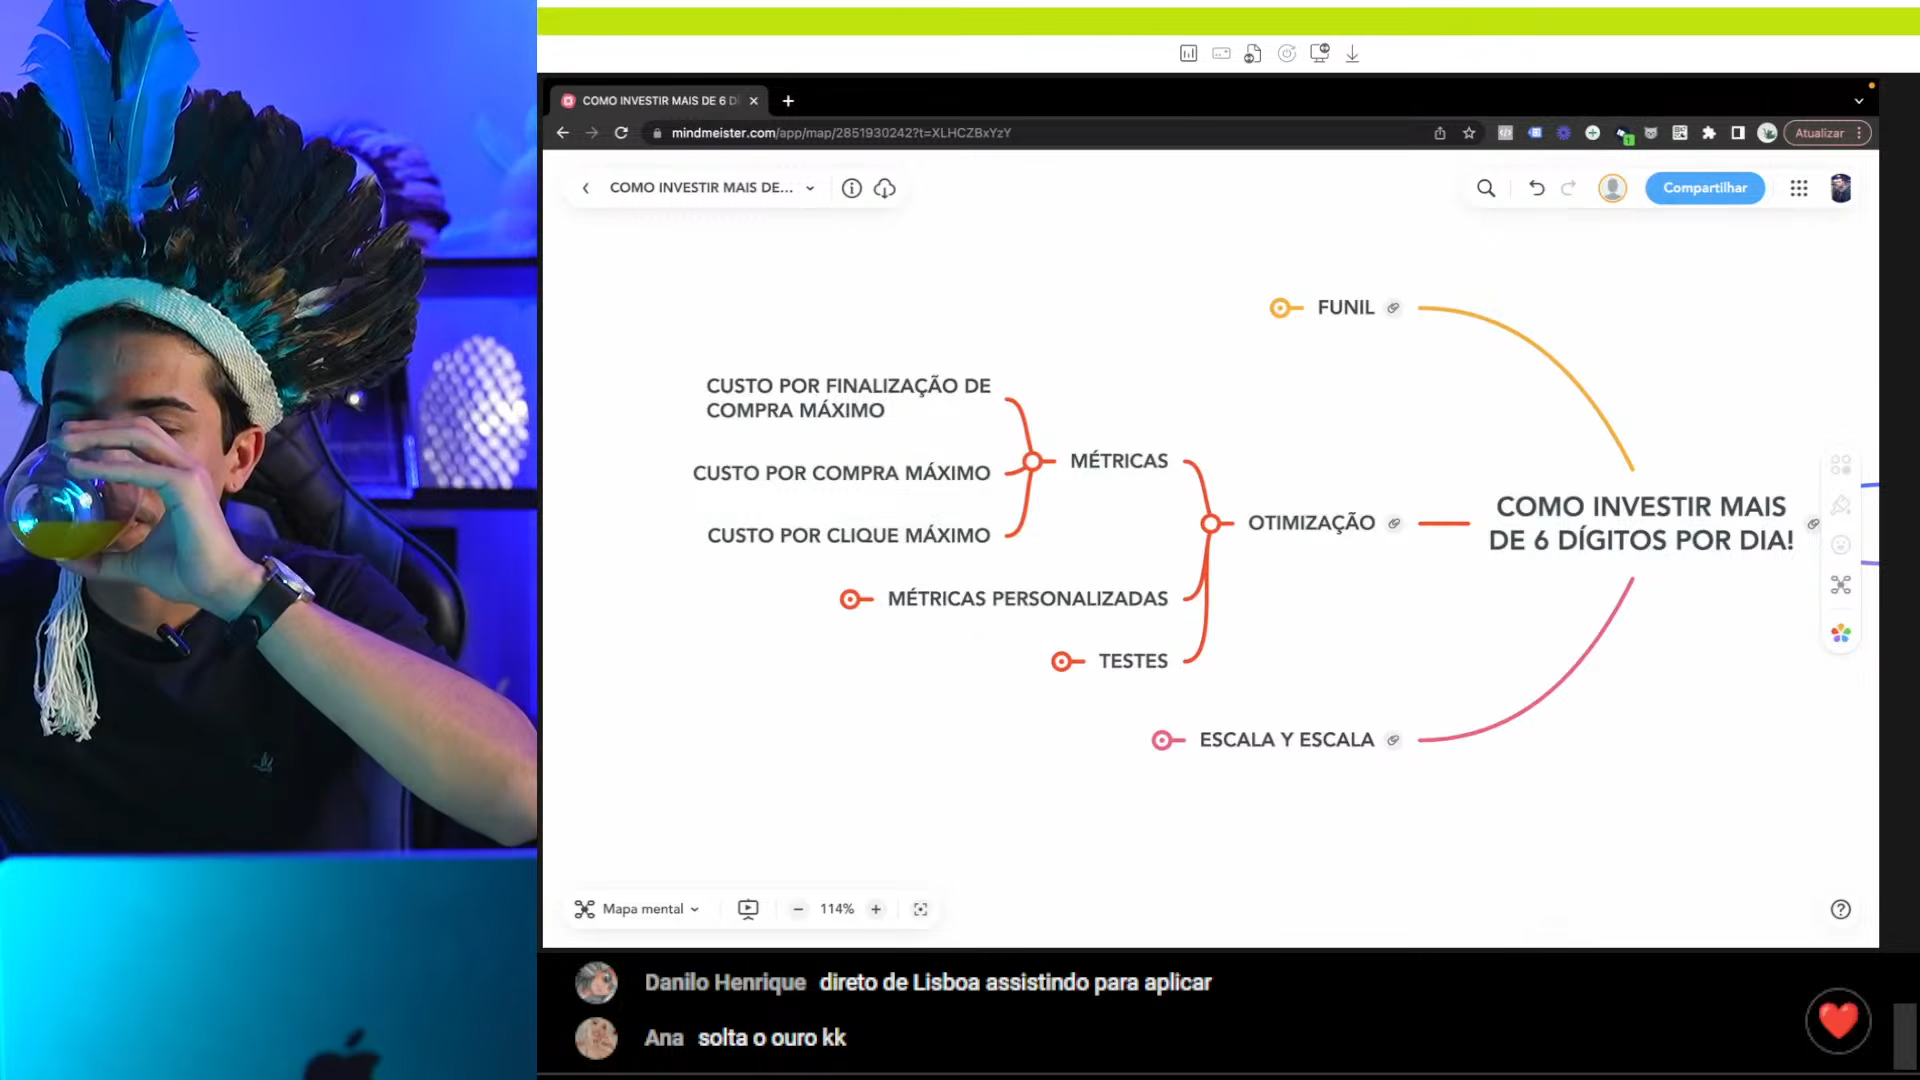 COMO INVESTIR MAIS DE 6 D
mindmeister.com/app/map/2851930242?t=XLHCZBxYzY
Atualizar
COMO INVESTIR MAIS DE...
Compartilhar
FUNIL
CUSTO POR FINALIZAÇÃO DE
COMPRA MÁXIMO
MÉTRICAS
CUSTO POR COMPRA MÁXIMO
CUSTO POR CLIQUE MÁXIMO
OTIMIZAÇÃO
COMO INVESTIR MAIS
DE 6 DÍGITOS POR DIA!
MÉTRICAS PERSONALIZADAS
TESTES
ESCALA Y ESCALA
Mapa mental
114%
Danilo Henrique direto de Lisboa assistindo para aplicar
Ana solta o ouro kk